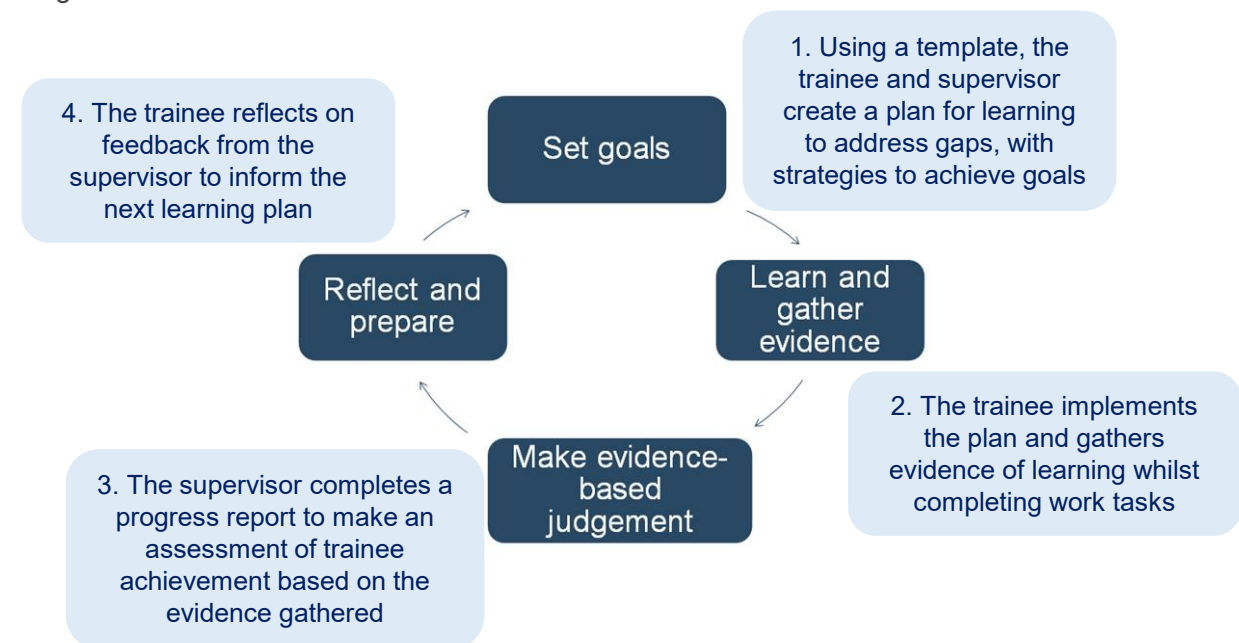 1. Using a template, the
trainee and supervisor
create a plan for learning
to address gaps, with
strategies to achieve goals
4. The trainee reflects on
feedback from the
supervisor to inform the
next learning plan
Set goals
Reflect and
prepare
Learn and
gather
evidence
2. The trainee implements
the plan and gathers
evidence of learning whilst
completing work tasks
Make evidence-
based
judgement
3. The supervisor completes a
progress report to make an
assessment of trainee
achievement based on the
evidence gathered